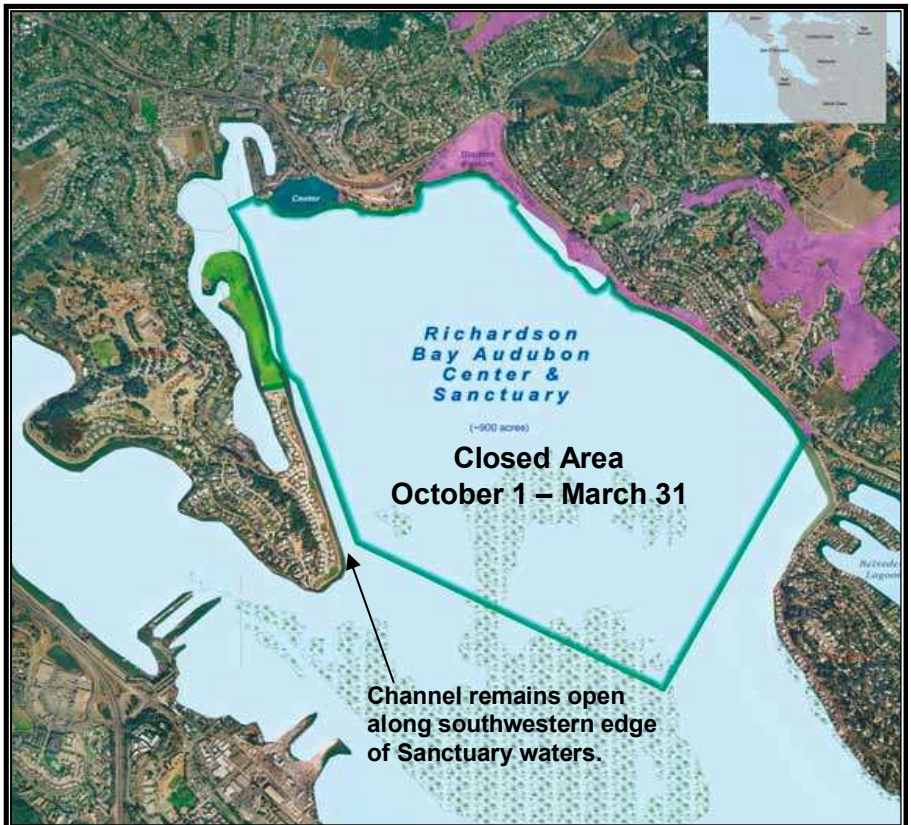 Center
Richardson
Bay Audubon
Center &
Sanctuary
(~900 acres)
Closed Area
October 1 – March 31
Channel remains open
along southwestern edge
of Sanctuary waters.
Lagoon